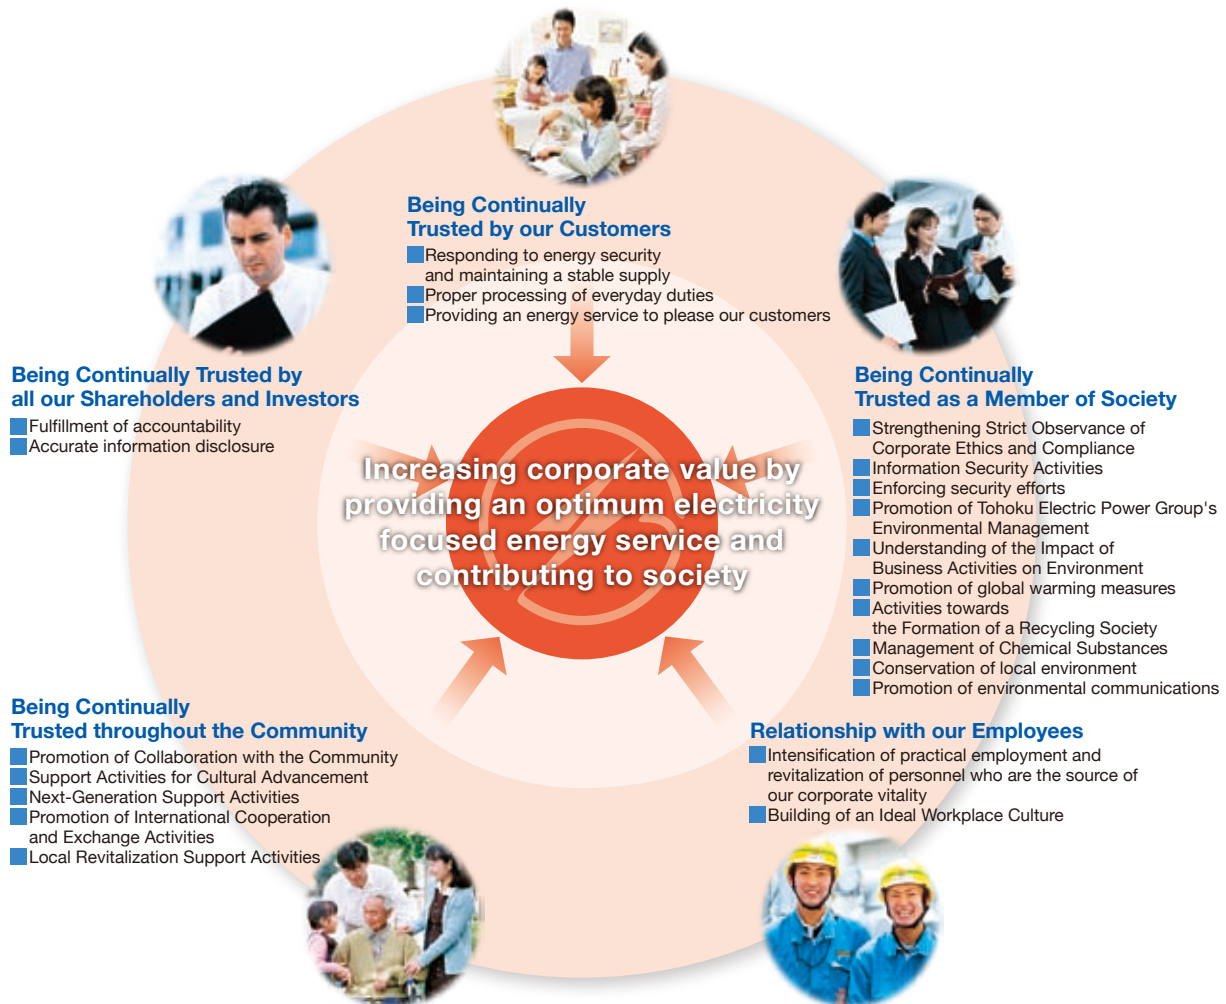 Being Continually
Trusted by our Customers
Responding to energy security
and maintaining a stable supply
Proper processing of everyday duties
Providing an energy service to please our customers
Being Continually Trusted by
all our Shareholders and Investors
Fulfillment of accountability
Accurate information disclosure
Being Continually
Trusted as a Member of Society
Strengthening Strict Observance of
Corporate Ethics and Compliance
Information Security Activities
Enforcing security efforts
Promotion of Tohoku Electric Power Group's
Environmental Management
Understanding of the Impact of
Business Activities on Environment
Promotion of global warming measures
Activities towards
the Formation of a Recycling Society
Management of Chemical Substances
Conservation of local environment
Promotion of environmental communications
Increasing corporate value by
providing an optimum electricity
focused energy service and
contributing to society
Being Continually
Trusted throughout the Community
Promotion of Collaboration with the Community
Support Activities for Cultural Advancement
Next-Generation Support Activities
Promotion of International Cooperation
and Exchange Activities
Local Revitalization Support Activities
Relationship with our Employees
Intensification of practical employment and
revitalization of personnel who are the source of
our corporate vitality
Building of an Ideal Workplace Culture